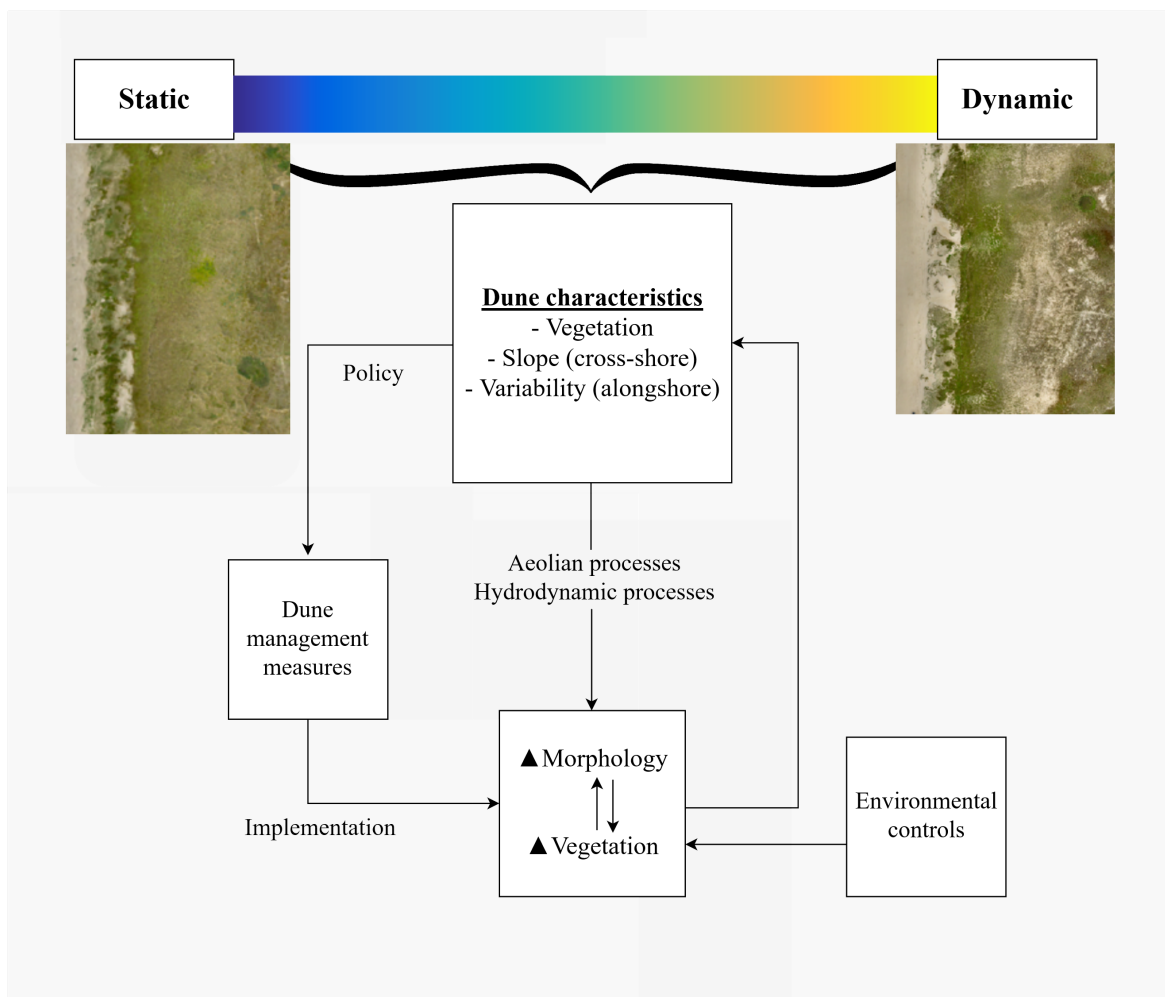 Static
Dynamic
Dune characteristics
- Vegetation
- Slope (cross-shore)
- Variability (alongshore)
Policy
Aeolian processes
Hydrodynamic processes
Dune
management
measures
▲Morphology
▲Vegetation
Environmental
controls
Implementation